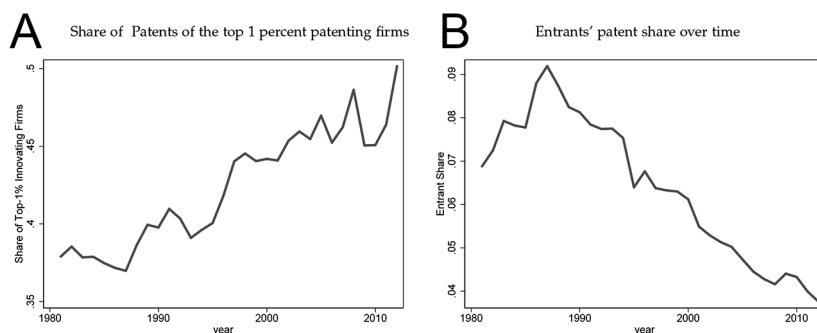 A
Share of Patents of the top 1 percent patenting firms
Share of Top-1% Innovating Firms
.5
.45
.4
.35
1980
1990
2000
2010
year
B
Entrants' patent share over time
Entrant Share
.09
.08
.07
.06
.05
.04
1980
1990
2000
2010
year